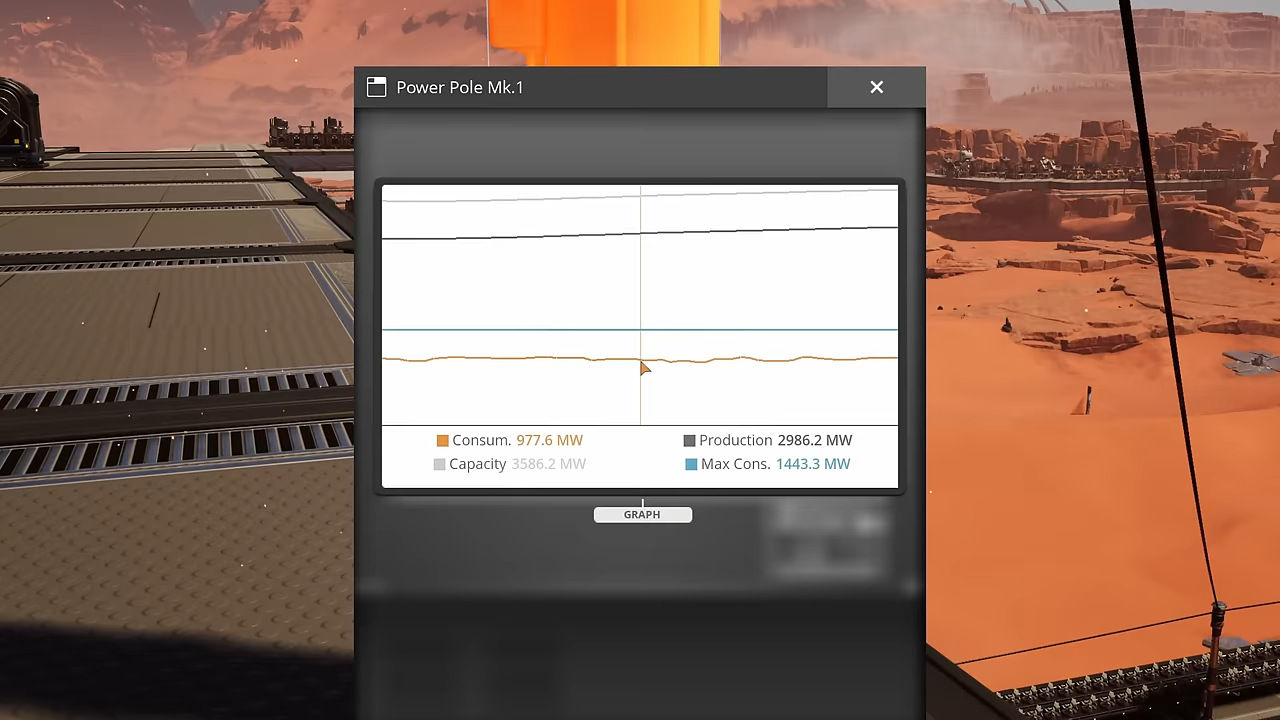 Power Pole Mk.1
Consum. 977.6 MW
Production 2986.2 MW
Capacity 3586.2 MW
Max Cons. 1443.3 MW
GRAPH